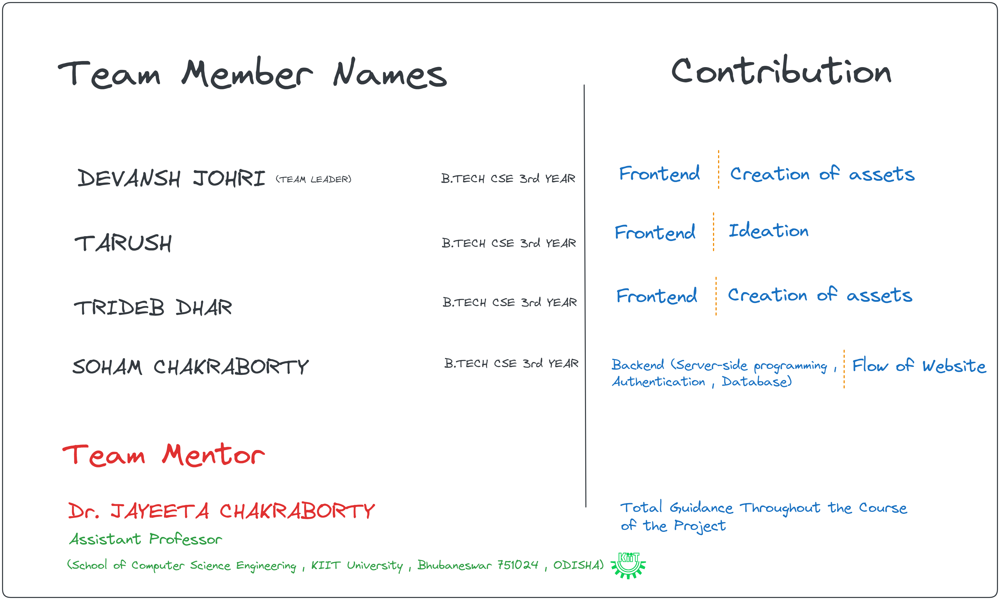 Team Member Names
Contribution
DEVANSH JOHRI (TEAM LEADER) B.TECH CSE 3rd YEAR Frontend Creation of assets
TARUSH B.TECH CSE 3rd YEAR Frontend Ideation
TRIDEB DHAR B.TECH CSE 3rd YEAR Frontend Creation of assets
SOHAM CHAKRABORTY B.TECH CSE 3rd YEAR Backend (Server-side programming , Flow of Website
Authentication , Database)
Team Mentor
Dr. JAYEETA CHAKRABORTY Total Guidance Throughout the Course
of the Project
Assistant Professor
(School of Computer Science Engineering , KIIT University , Bhubaneswar 751024 , ODISHA)
KiiT